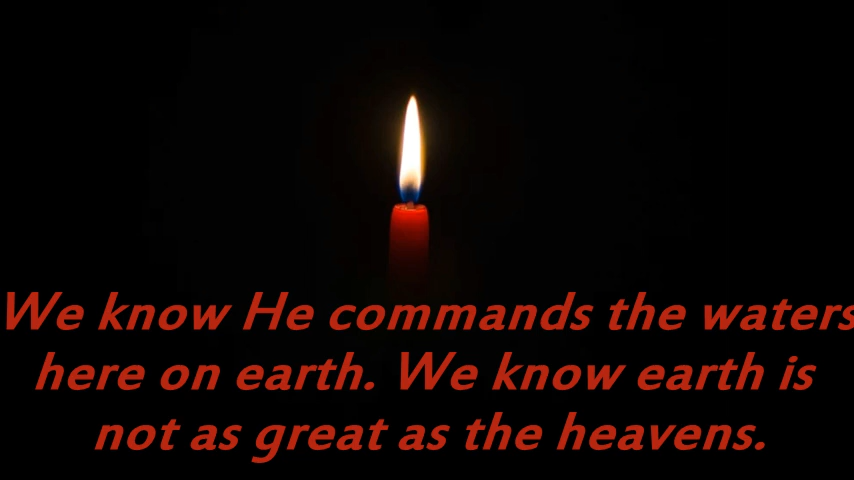 We know He commands the waters
here on earth. We know earth is
not as great as the heavens.